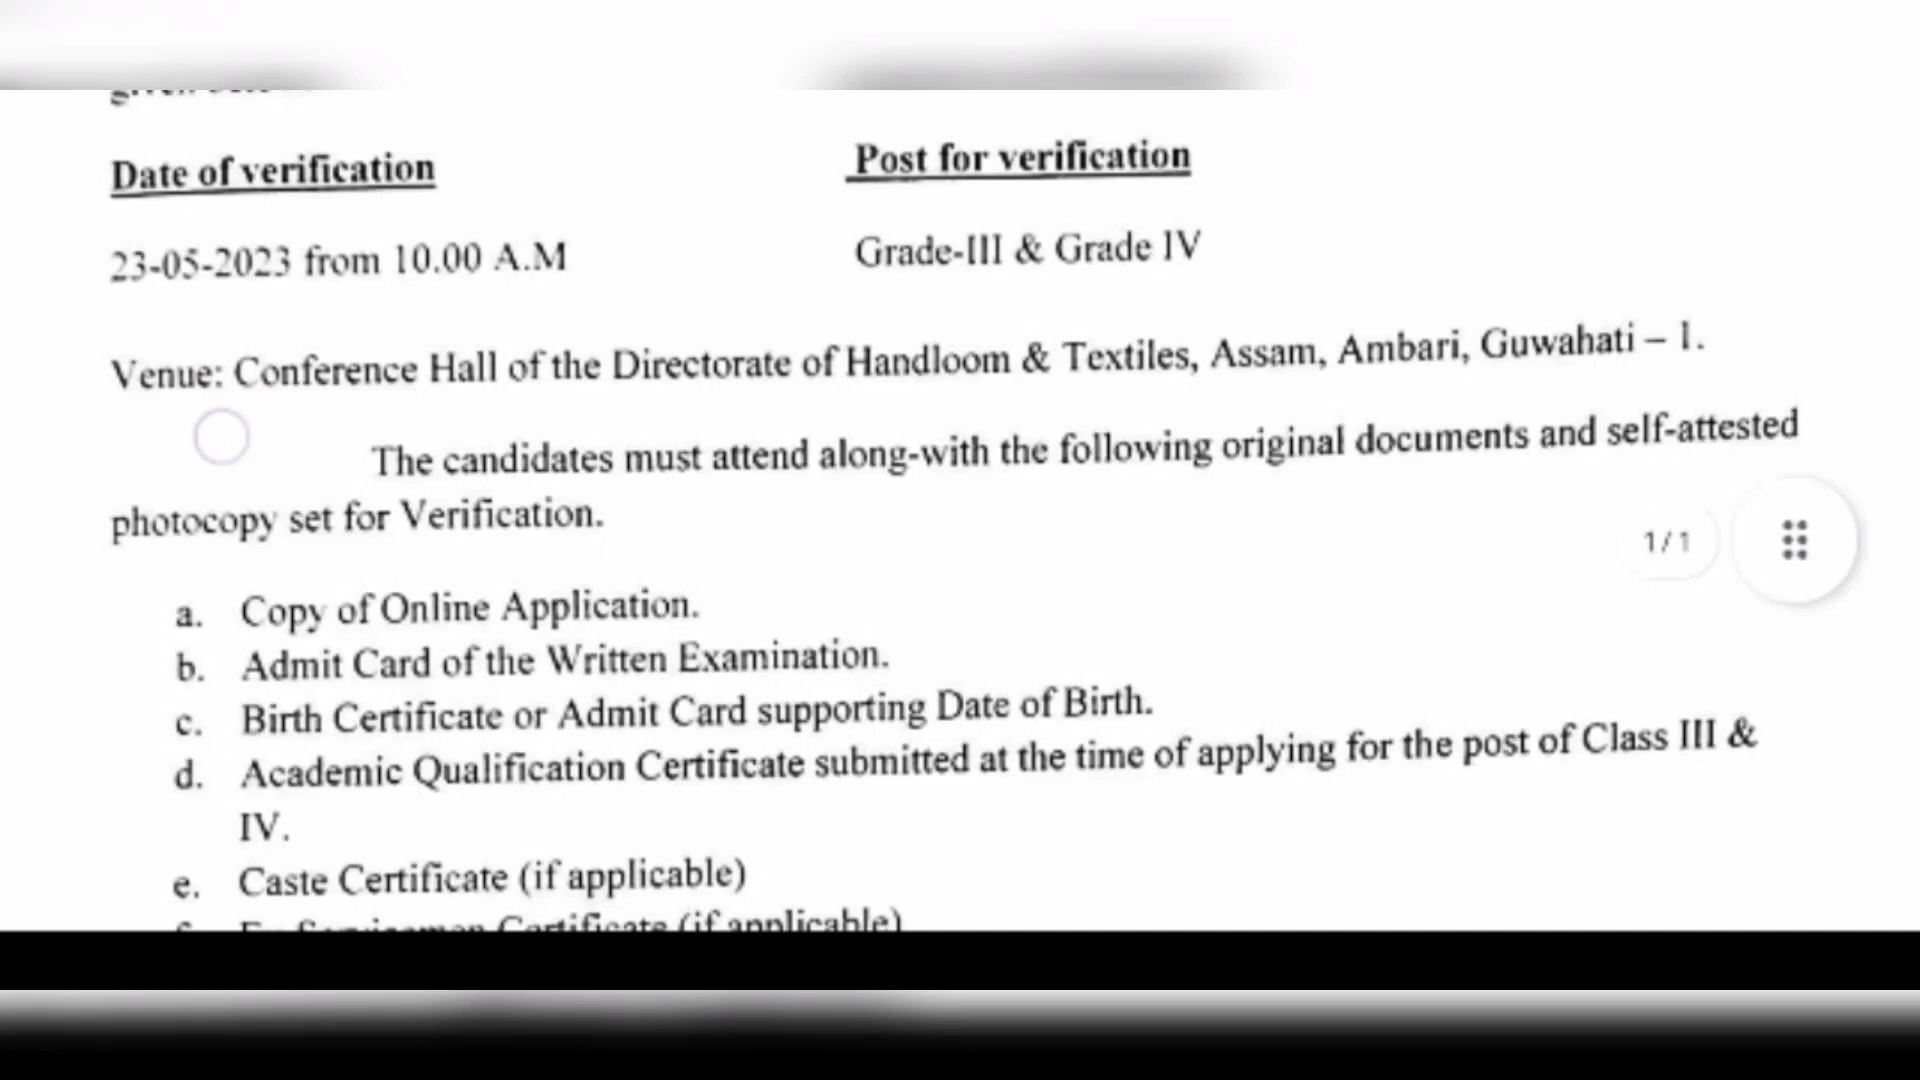 Date of verification Post for verification
23-05-2023 from 10.00 A.M Grade-III & Grade IV
Venue: Conference Hall of the Directorate of Handloom & Textiles, Assam, Ambari, Guwahati – 1.
The candidates must attend along-with the following original documents and self-attested
photocopy set for Verification.
1/1
a. Copy of Online Application.
b. Admit Card of the Written Examination.
c. Birth Certificate or Admit Card supporting Date of Birth.
d. Academic Qualification Certificate submitted at the time of applying for the post of Class III &
IV.
e. Caste Certificate (if applicable)
Certificate (if applicable)